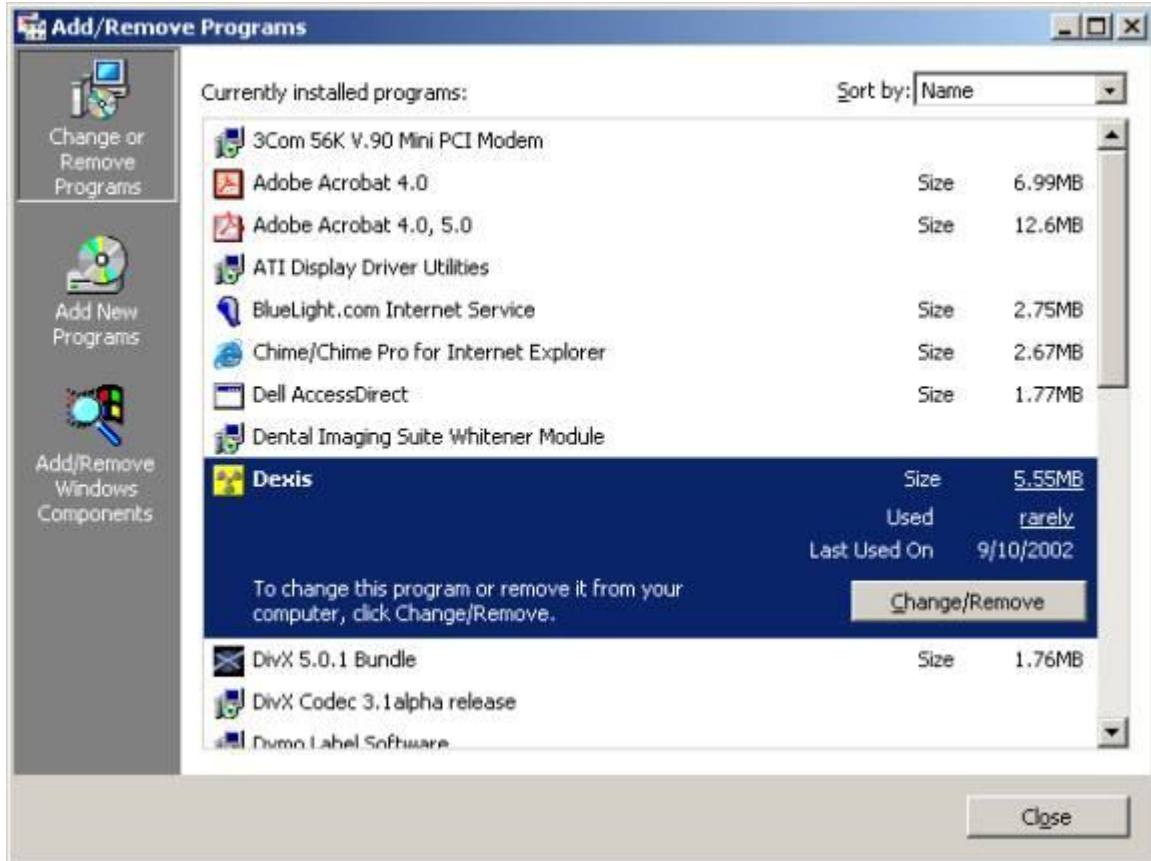 Add/Remove Programs
Change or
Remove
Programs
Add New
Programs
Add/Remove
Windows
Components
Currently installed programs:
Sort by: Name
3Com 56K V.90 Mini PCI Modem
Adobe Acrobat 4.0 Size 6.99MB
Adobe Acrobat 4.0, 5.0 Size 12.6MB
ATI Display Driver Utilities
BlueLight.com Internet Service Size 2.75MB
Chime/Chime Pro for Internet Explorer Size 2.67MB
Dell AccessDirect Size 1.77MB
Dental Imaging Suite Whitener Module
Dexis Size 5.55MB
Used rarely
Last Used On 9/10/2002
To change this program or remove it from your
computer, click Change/Remove.
Change/Remove
DivX 5.0.1 Bundle Size 1.76MB
DivX Codec 3.1alpha release
Dymo Label Software
Close